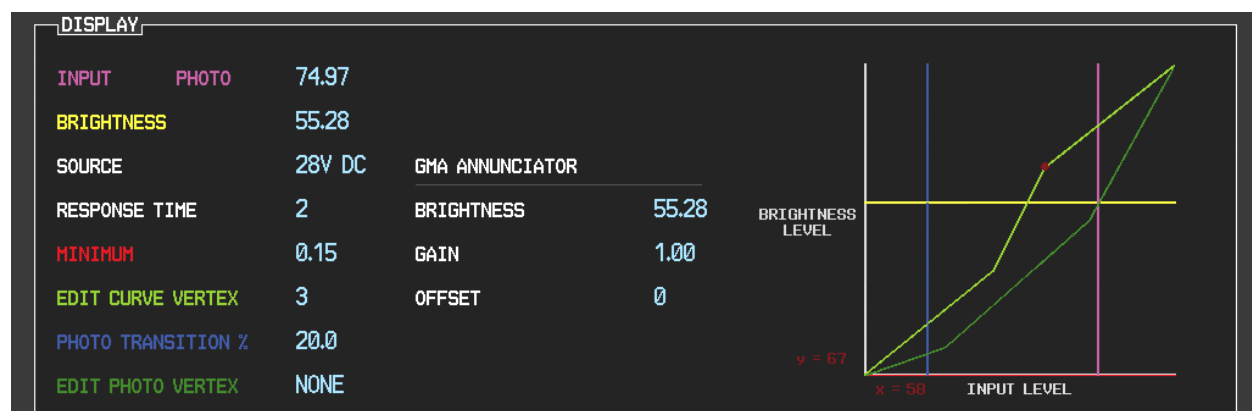 DISPLAY
INPUT PHOTO 74.97
BRIGHTNESS 55.28
SOURCE 28V DC GMA ANNUNCIATOR
RESPONSE TIME 2 BRIGHTNESS 55.28
MINIMUM 0.15 GAIN 1.00
EDIT CURVE VERTEX 3 OFFSET 0
PHOTO TRANSITION % 20.0
EDIT PHOTO VERTEX NONE
BRIGHTNESS
LEVEL
y = 67
x = 58 INPUT LEVEL